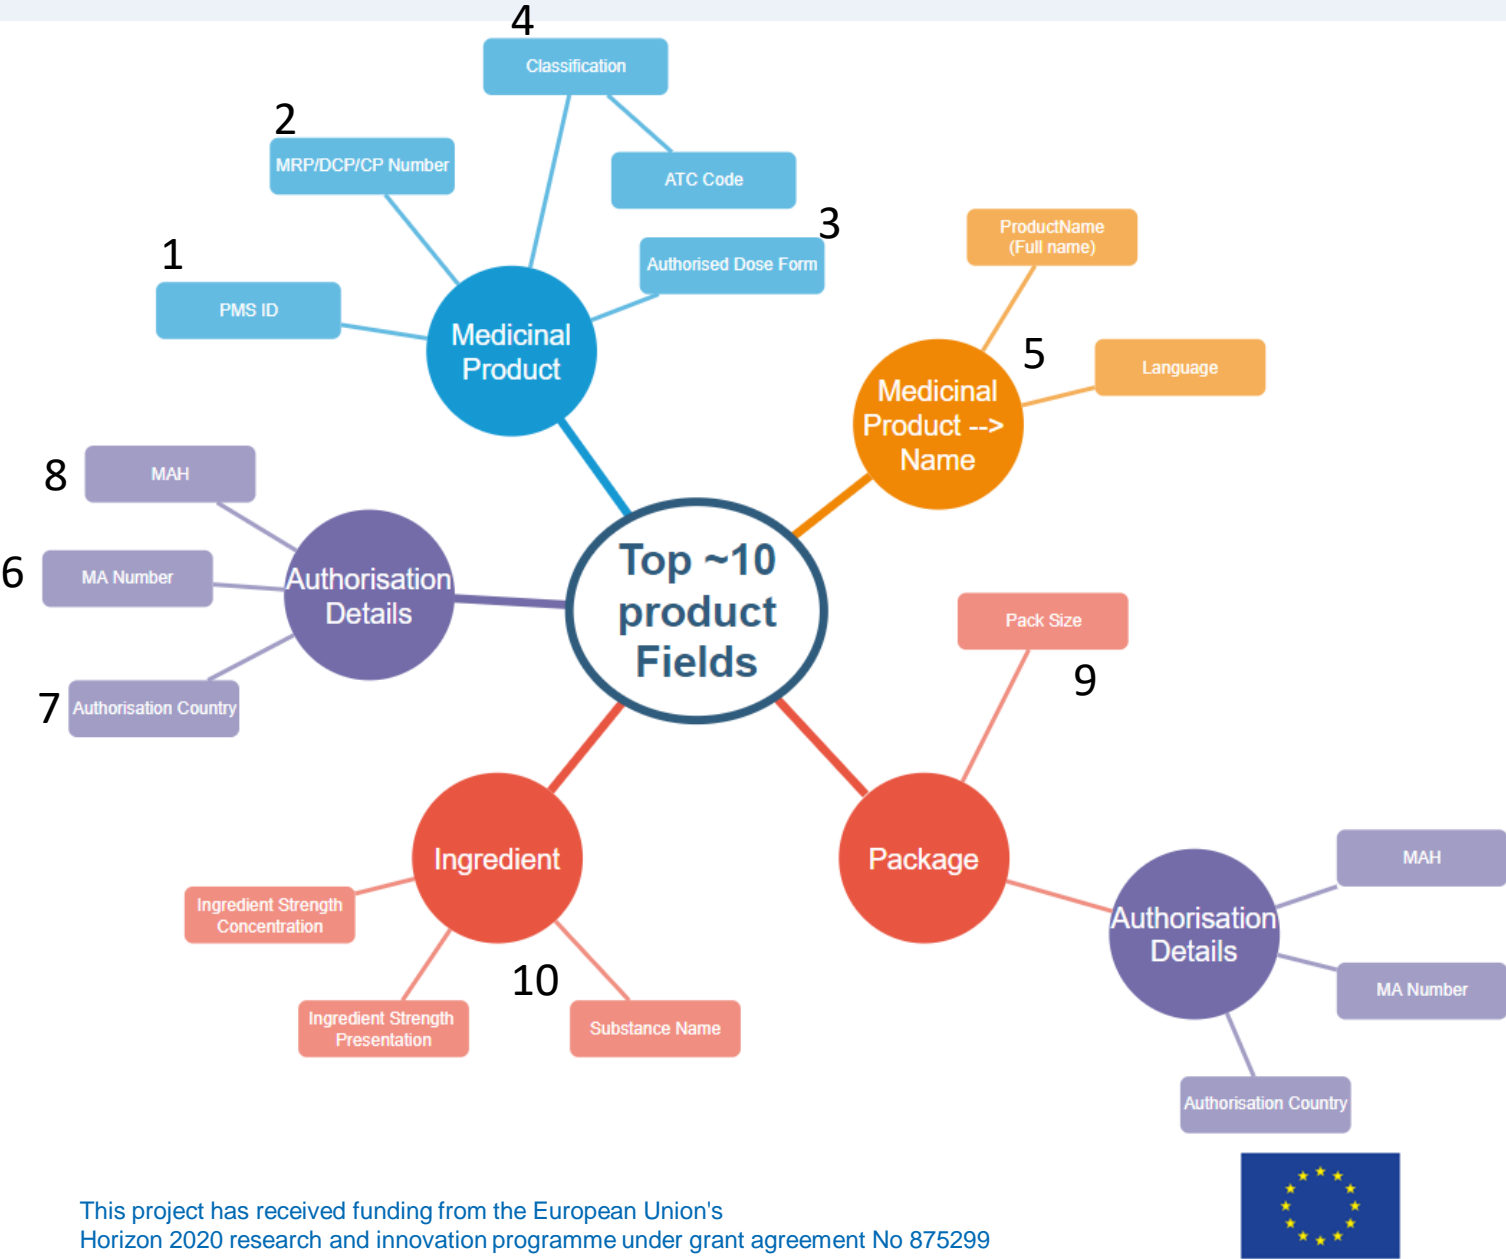 4
Classification
2
MRP/DCP/CP Number
ATC Code
3
Authorised Dose Form
1
PMS ID
Medicinal
Product
ProductName
(Full name)
5
Language
Medicinal
Product -->
Name
8
MAH
6
MA Number
Authorisation
Details
7
Authorisation Country
Top ~10
product
Fields
Pack Size
9
Ingredient
Package
Ingredient Strength
Concentration
10
Ingredient Strength
Presentation
Substance Name
MAH
Authorisation
Details
MA Number
Authorisation Country
This project has received funding from the European Union's
Horizon 2020 research and innovation programme under grant agreement No 875299